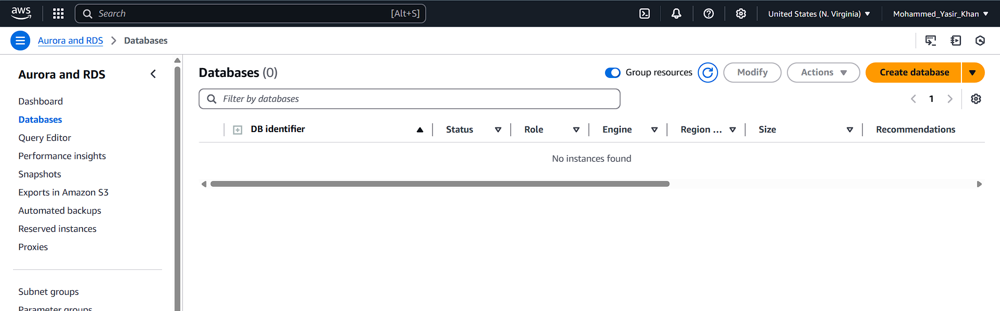 aws Search [Alt+S] United States (N. Virginia) Mohammed_Yasir_Khan
Aurora and RDS Databases
Aurora and RDS
Dashboard
Databases
Query Editor
Performance insights
Snapshots
Exports in Amazon S3
Automated backups
Reserved instances
Proxies
Subnet groups
Parameter groups
Databases (0) Group resources Modify Actions Create database
Filter by databases 1
DB identifier Status Role Engine Region ... Size Recommendations
No instances found